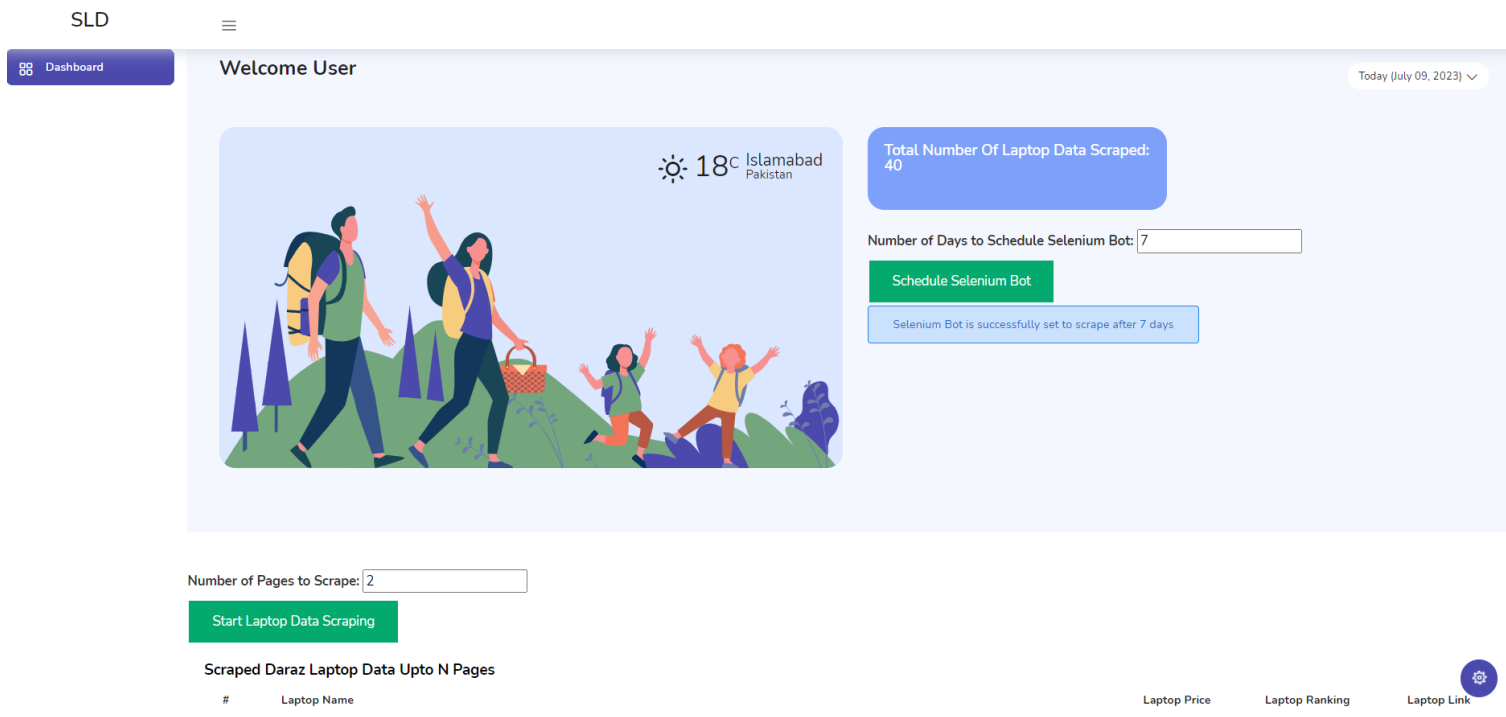 SLD
Dashboard
Welcome User
Today (July 09, 2023)
18C Islamabad
Pakistan
Total Number Of Laptop Data Scraped:
40
Number of Days to Schedule Selenium Bot: 7
Schedule Selenium Bot
Selenium Bot is successfully set to scrape after 7 days
Number of Pages to Scrape: 2
Start Laptop Data Scraping
Scraped Daraz Laptop Data Upto N Pages
# Laptop Name Laptop Price Laptop Ranking Laptop Link